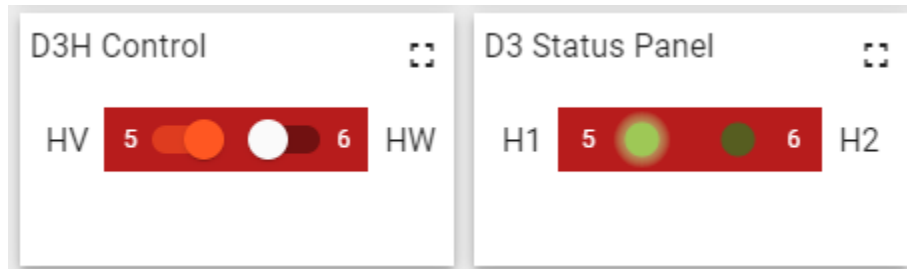 D3H Control
HV 5 6 HW
D3 Status Panel
H1 5 6 H2